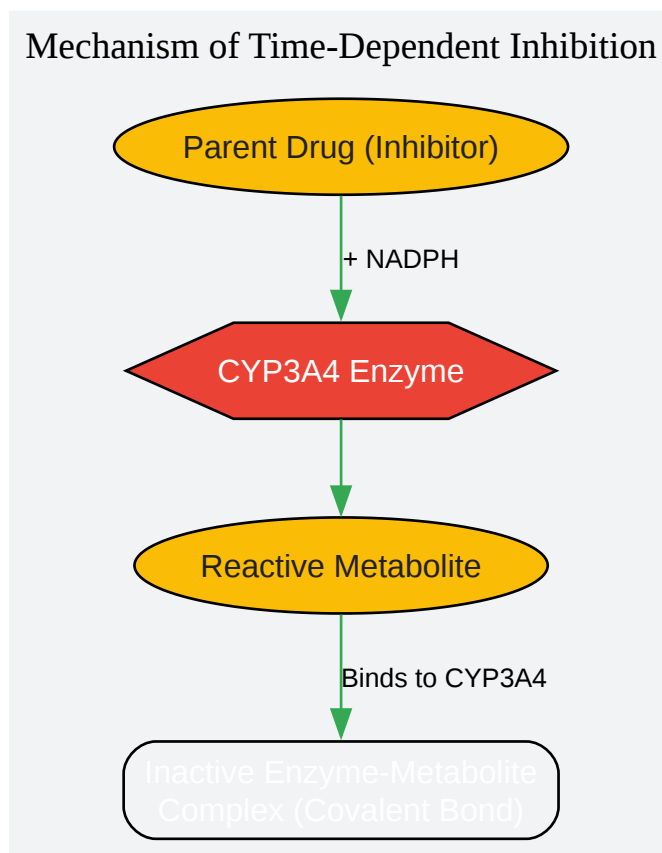 Mechanism of Time-Dependent Inhibition
Parent Drug (Inhibitor)
+ NADPH
CYP3A4 Enzyme
Reactive Metabolite
Binds to CYP3A4
Inactive Enzyme-Metabolite
Complex (Covalent Bond)